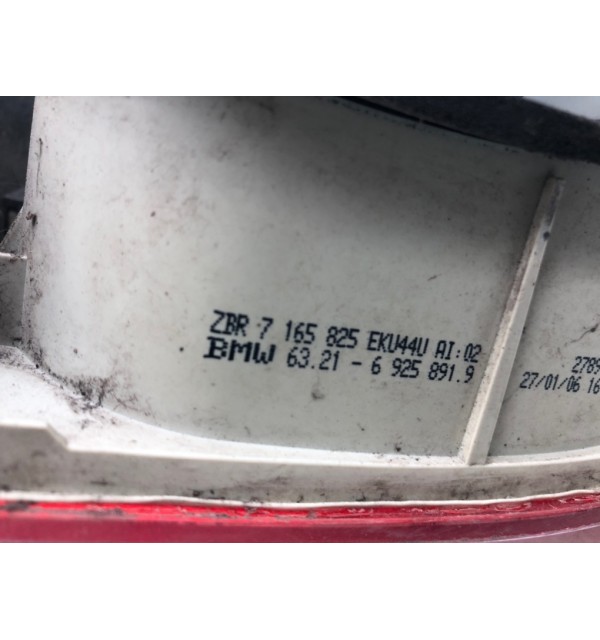 ZBR 7 165 825 EKU44U AI:02
BMW 63.21 - 6 925 891.9
2789
27/01/06 16